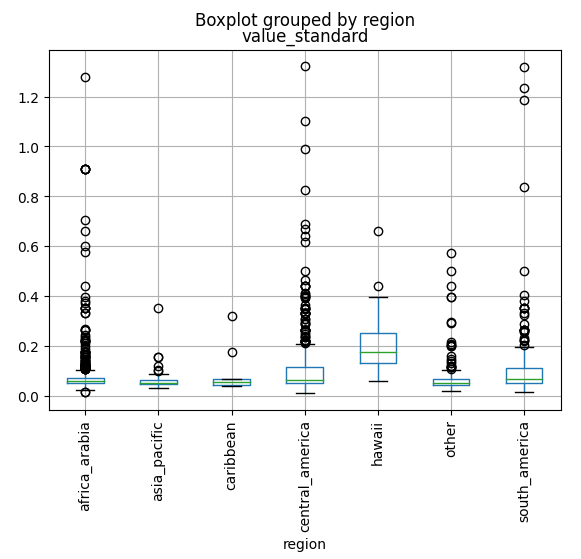 Boxplot grouped by region
value_standard
1.2
1.0
0.8
0.6
0.4
0.2
0.0
africa_arabia
asia_pacific
caribbean
central_america
hawaii
other
south_america
region